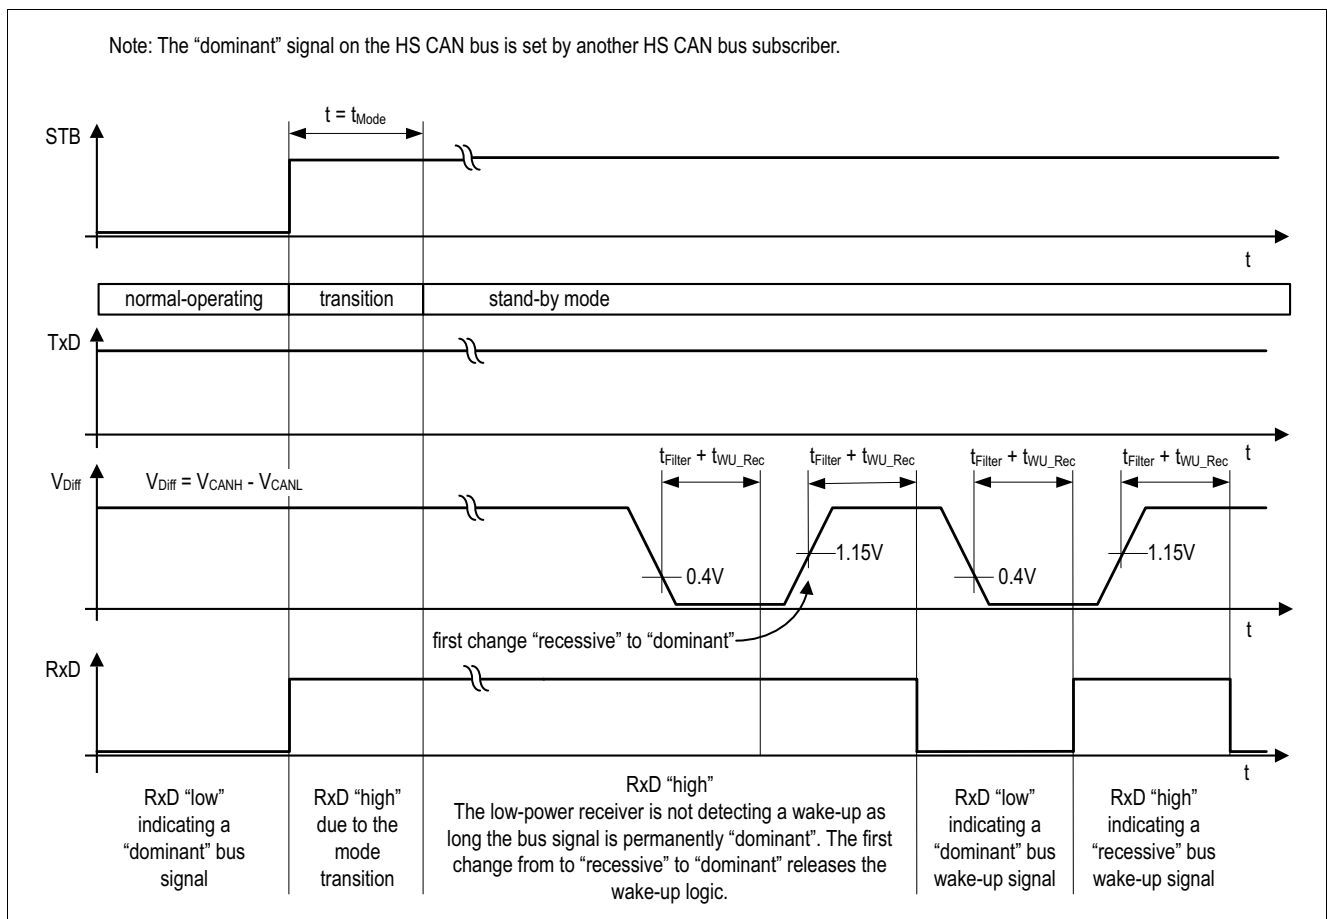 Note: The “dominant” signal on the HS CAN bus is set by another HS CAN bus subscriber.
t = tMode
STB
t
normal-operating
transition
stand-by mode
TxD
t
tFilter + tWU_Rec
tFilter + tWU_Rec
tFilter + tWU_Rec
tFilter + tWU_Rec
VDiff
VDiff = VCANH - VCANL
0.4V
1.15V
0.4V
1.15V
t
first change “recessive” to “dominant”
RxD
t
RxD “low”
indicating a
“dominant” bus
signal
RxD “high”
due to the
mode
transition
RxD “high”
The low-power receiver is not detecting a wake-up as
long the bus signal is permanently “dominant”. The first
change from to “recessive” to “dominant” releases the
wake-up logic.
RxD “low”
indicating a
“dominant” bus
wake-up signal
RxD “high”
indicating a
“recessive” bus
wake-up signal